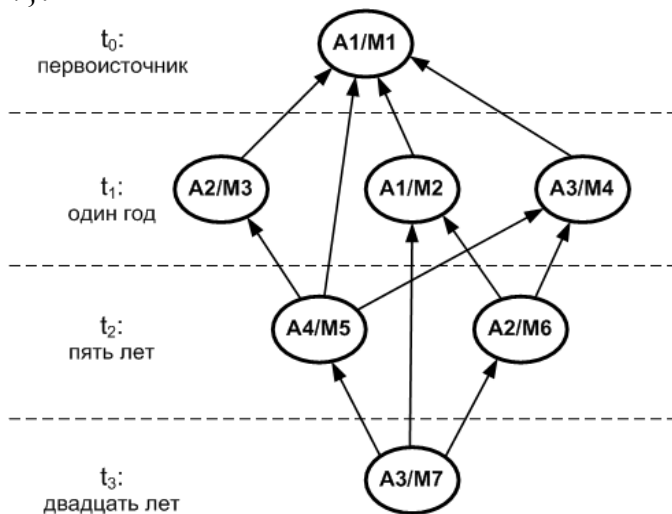 t₀:
первоисточник
A1/M1
t₁:
один год
A2/M3
A1/M2
A3/M4
t₂:
пять лет
A4/M5
A2/M6
t₃:
двадцать лет
A3/M7